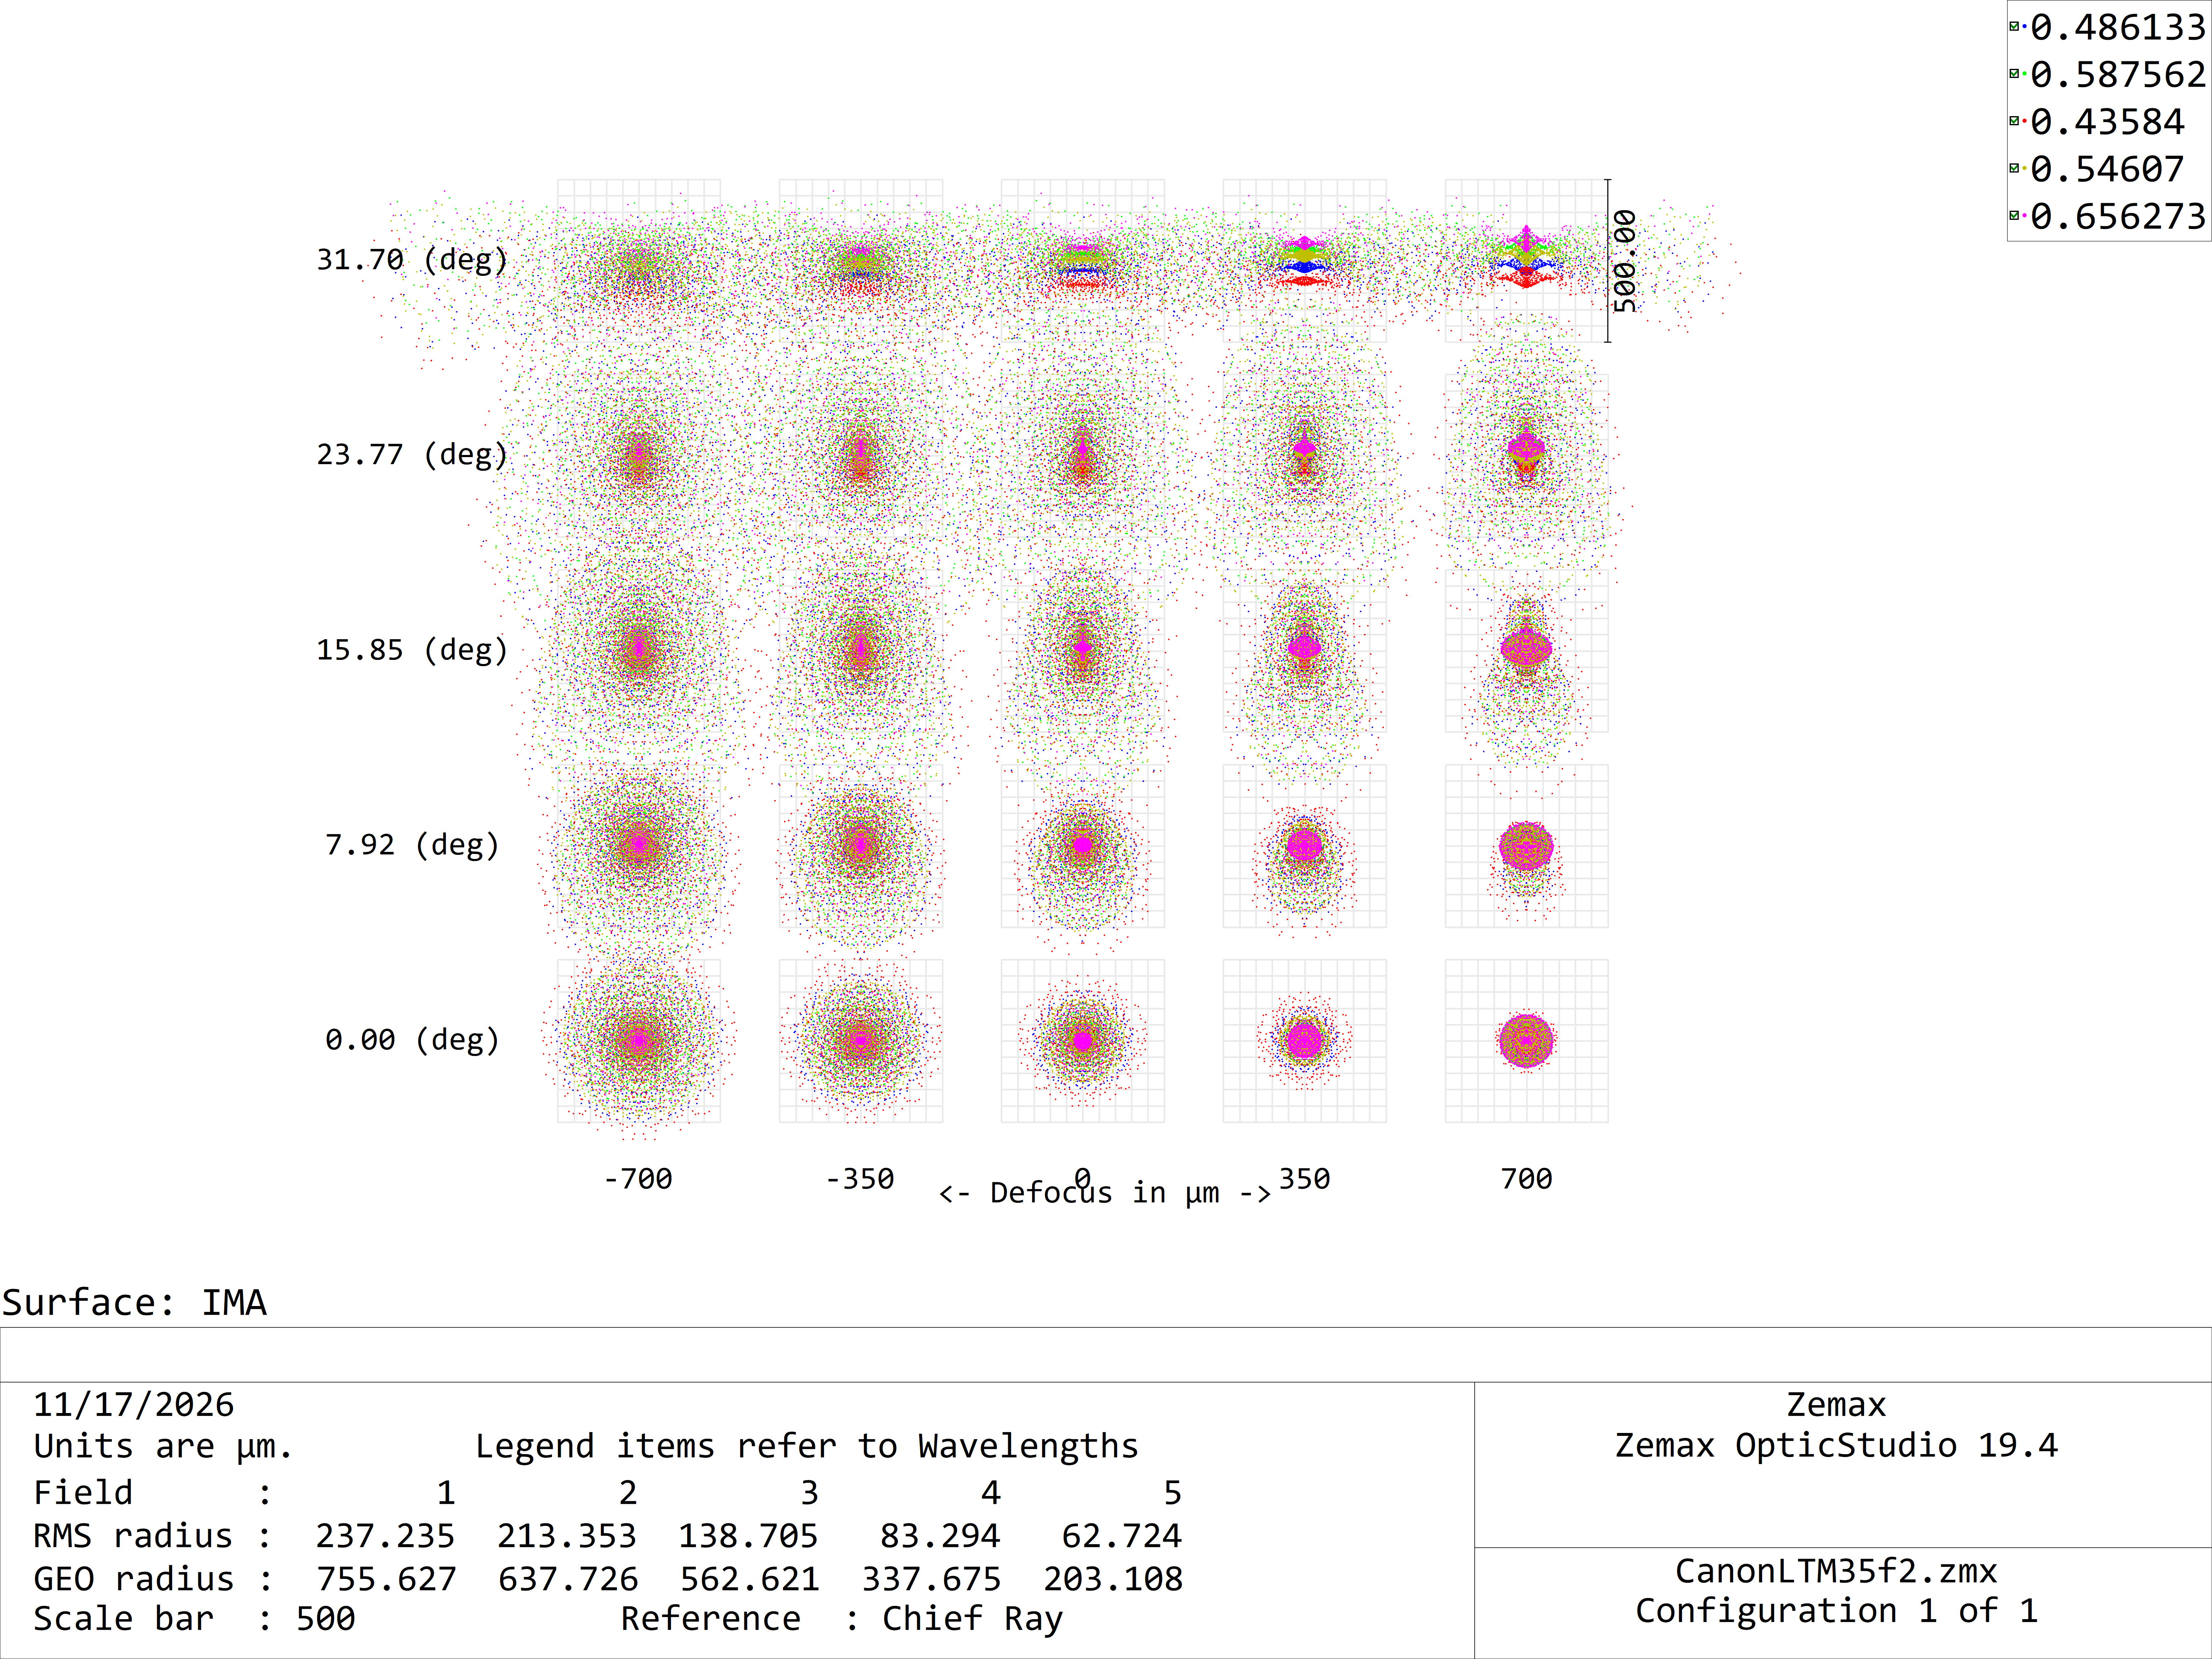 0.486133
0.587562
0.43584
0.54607
0.656273
31.70 (deg)
500.00
23.77 (deg)
15.85 (deg)
7.92 (deg)
0.00 (deg)
-700 -350 0 350 700
<- Defocus in µm ->
Surface: IMA
11/17/2026
Units are µm. Legend items refer to Wavelengths
Field : 1 2 3 4 5
RMS radius : 237.235 213.353 138.705 83.294 62.724
GEO radius : 755.627 637.726 562.621 337.675 203.108
Scale bar : 500 Reference : Chief Ray
Zemax
Zemax OpticStudio 19.4
CanonLTM35f2.zmx
Configuration 1 of 1